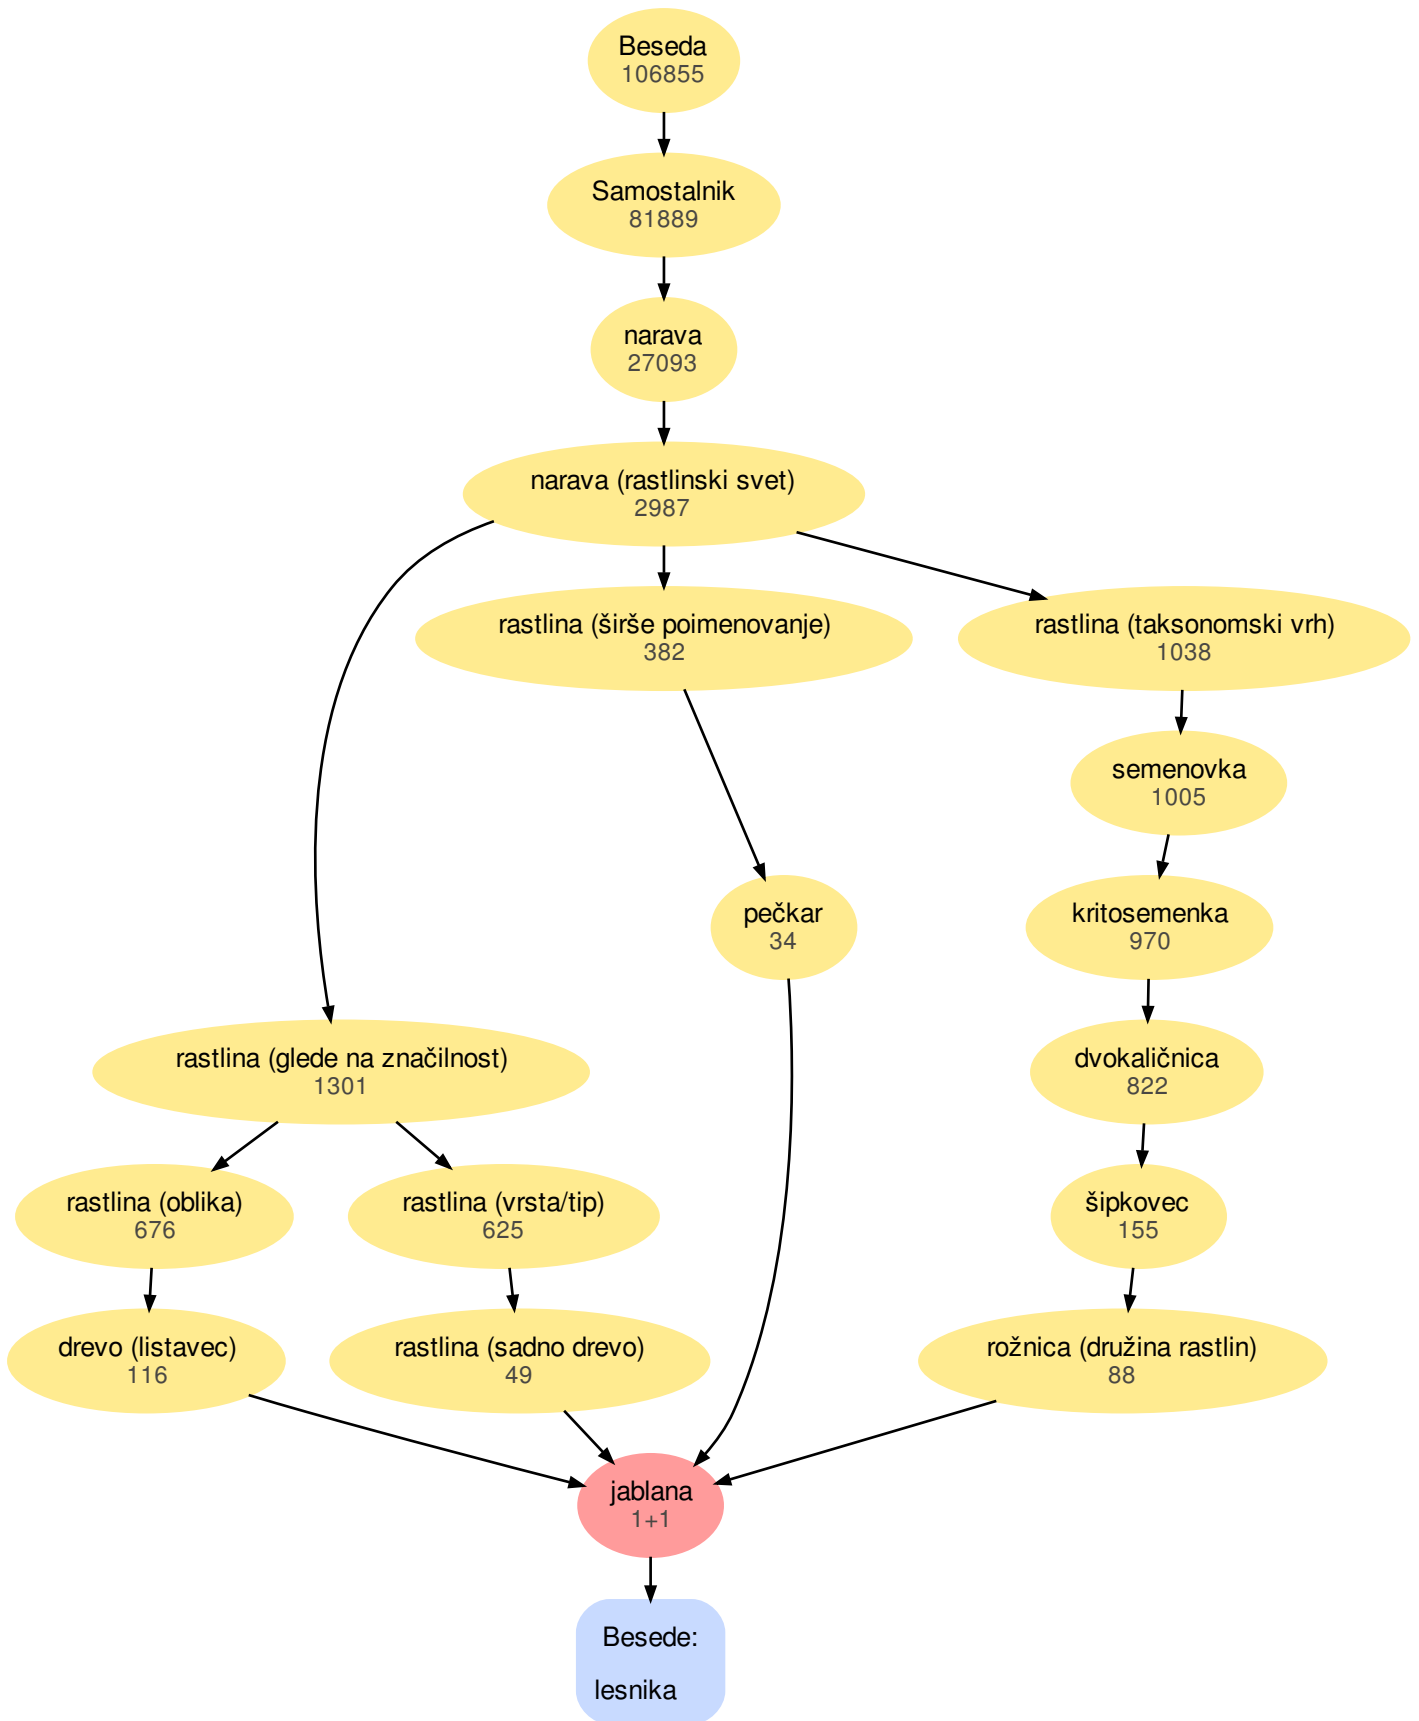 Beseda
106855
Samostalnik
81889
narava
27093
narava (rastlinski svet)
2987
rastlina (širše poimenovanje)
382
rastlina (taksonomski vrh)
1038
semenovka
1005
pečkar
34
kritosemenka
970
rastlina (glede na značilnost)
1301
dvokaličnica
822
rastlina (oblika)
676
rastlina (vrsta/tip)
625
šipkovec
155
drevo (listavec)
116
rastlina (sadno drevo)
49
rožnica (družina rastlin)
88
jablana
1+1
Besede:
lesnika